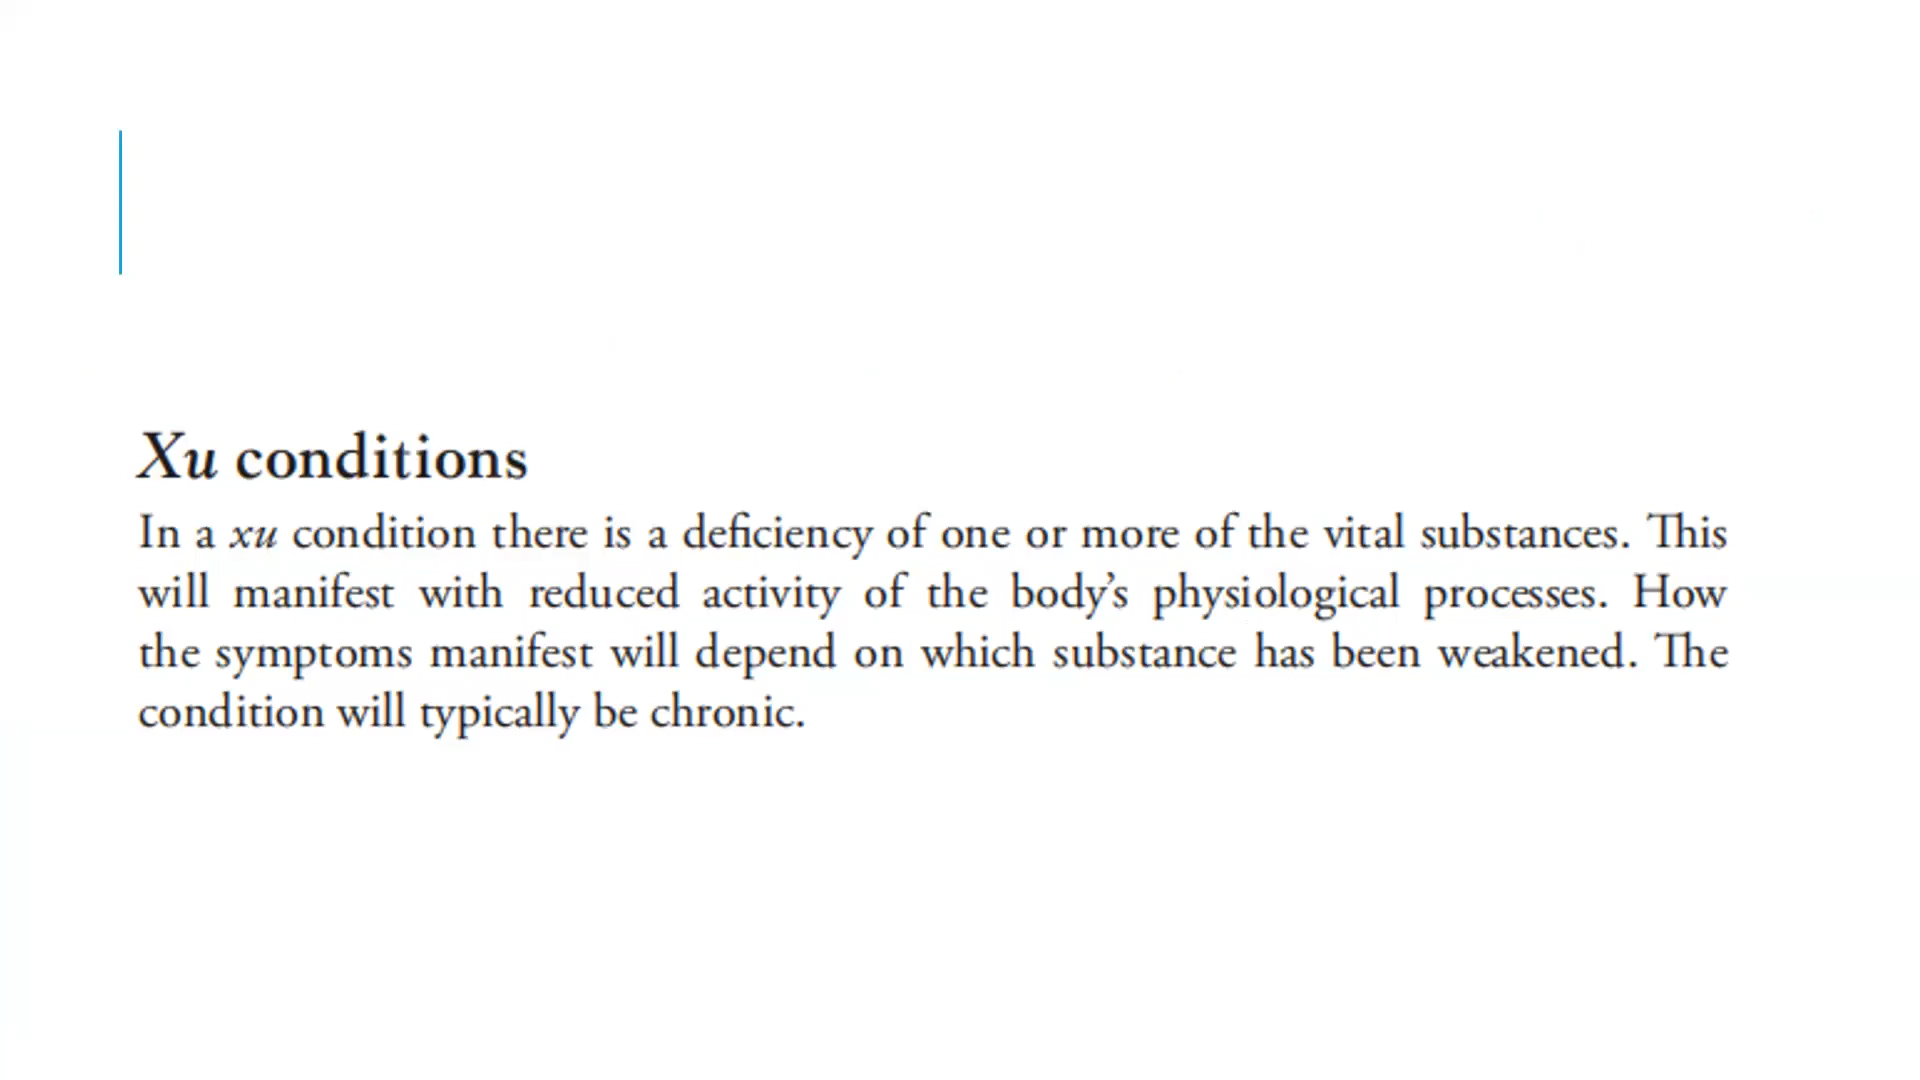 Xu conditions
In a xu condition there is a deficiency of one or more of the vital substances. This
will manifest with reduced activity of the body’s physiological processes. How
the symptoms manifest will depend on which substance has been weakened. The
condition will typically be chronic.